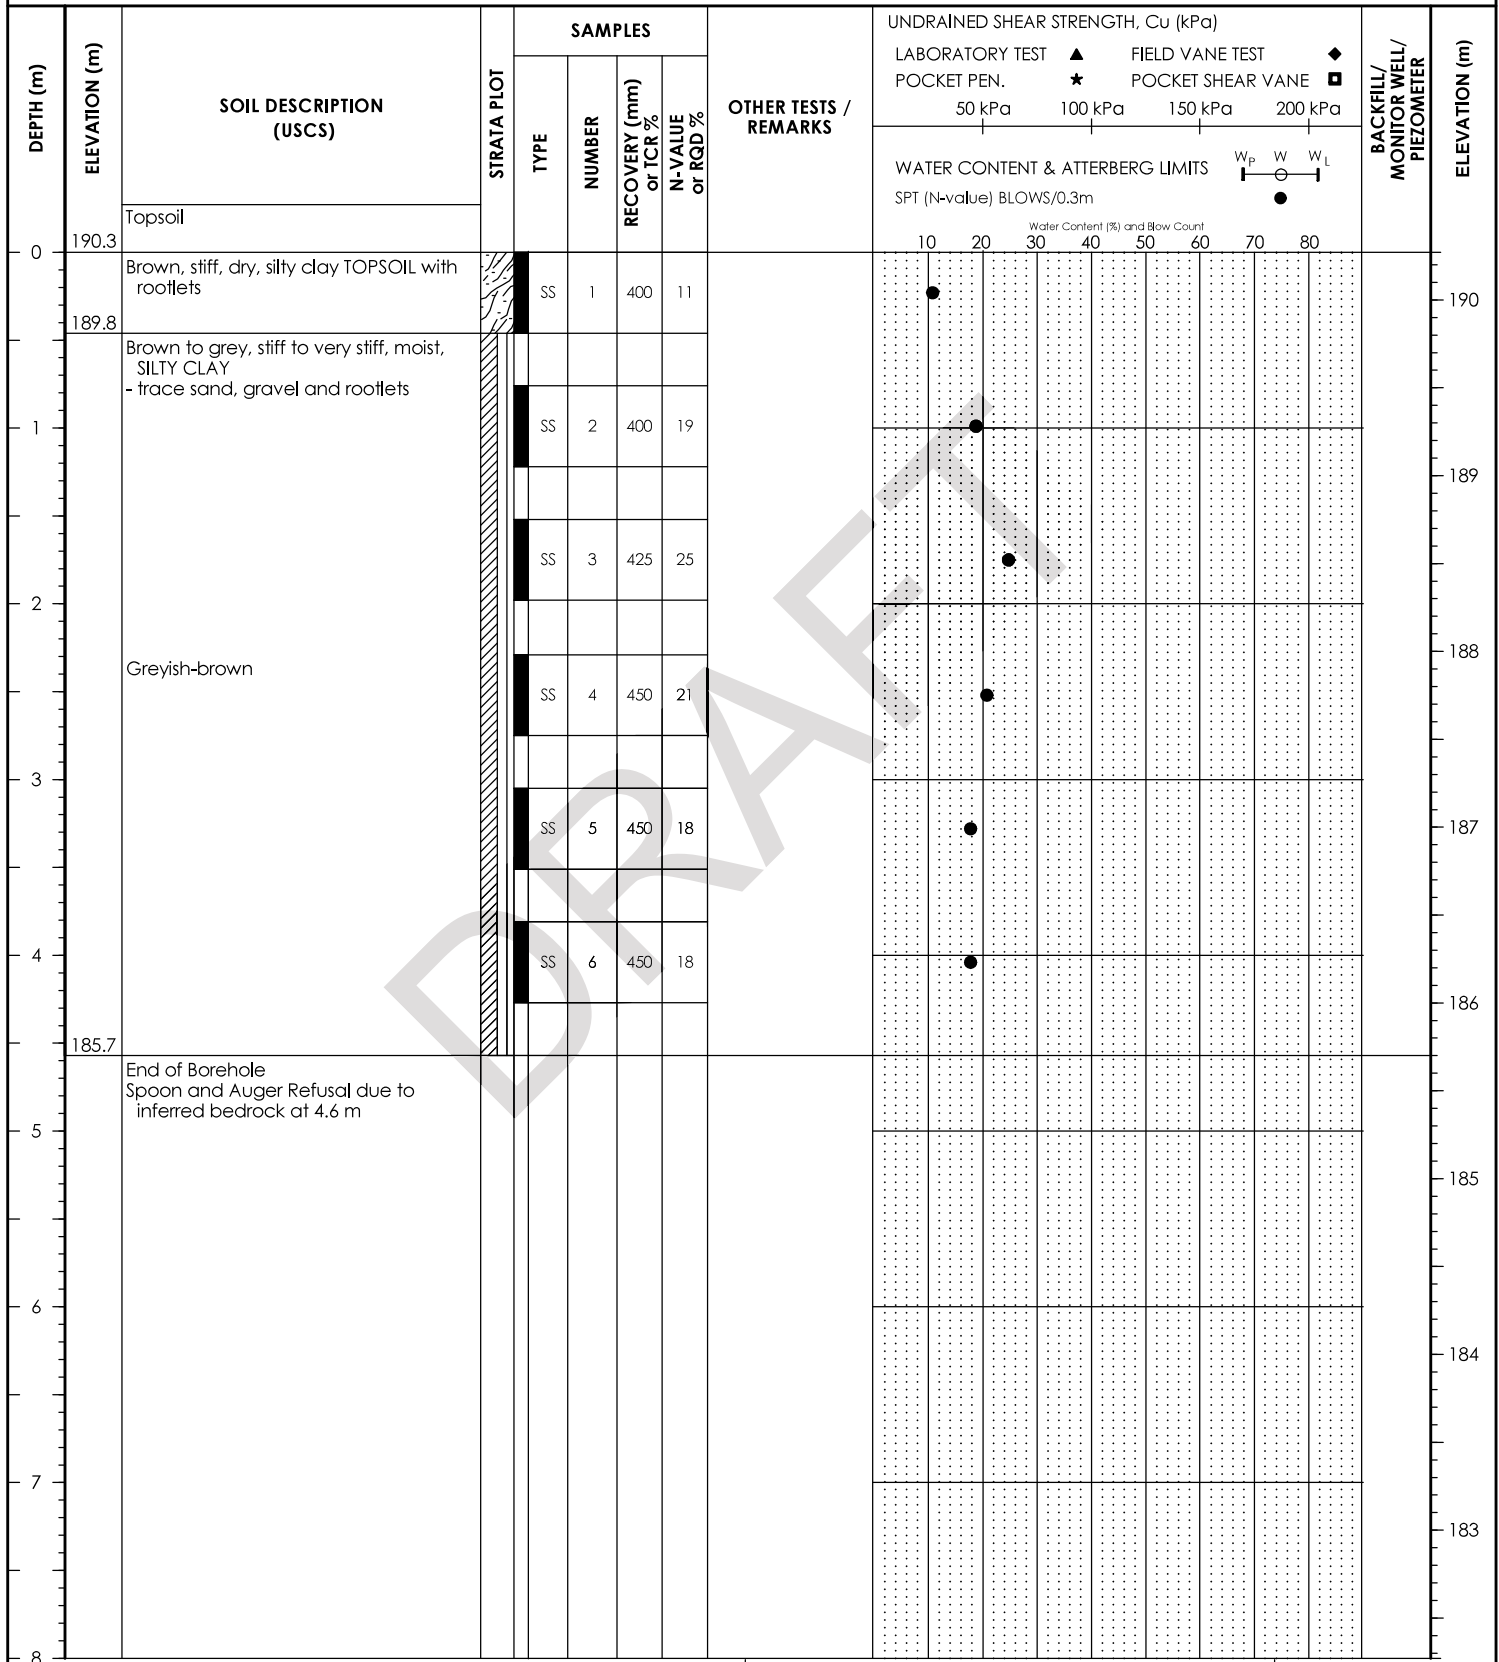 DEPTH (m)
ELEVATION (m)
SOIL DESCRIPTION
(USCS)
STRATA PLOT
SAMPLES
TYPE
NUMBER
RECOVERY (mm)
or TCR %
N-VALUE
or RQD %
OTHER TESTS /
REMARKS
UNDRAINED SHEAR STRENGTH, Cu (kPa)
LABORATORY TEST ▲ FIELD VANE TEST ◆
POCKET PEN. ★ POCKET SHEAR VANE
50 kPa 100 kPa 150 kPa 200 kPa
WATER CONTENT & ATTERBERG LIMITS
WP W WL
SPT (N-value) BLOWS/0.3m ●
Water Content (%) and Blow Count
10 20 30 40 50 60 70 80
BACKFILL/
MONITOR WELL/
PIEZOMETER
ELEVATION (m)
Topsoil
0 190.3
Brown, stiff, dry, silty clay TOPSOIL with
rootlets
SS 1 400 11
190
189.8
Brown to grey, stiff to very stiff, moist,
SILTY CLAY
- trace sand, gravel and rootlets
1
SS 2 400 19
189
SS 3 425 25
2
188
Greyish-brown
SS 4 450 21
3
SS 5 450 18
187
4
SS 6 450 18
186
185.7
End of Borehole
Spoon and Auger Refusal due to
inferred bedrock at 4.6 m
5
185
6
184
7
183
8
DRAFT